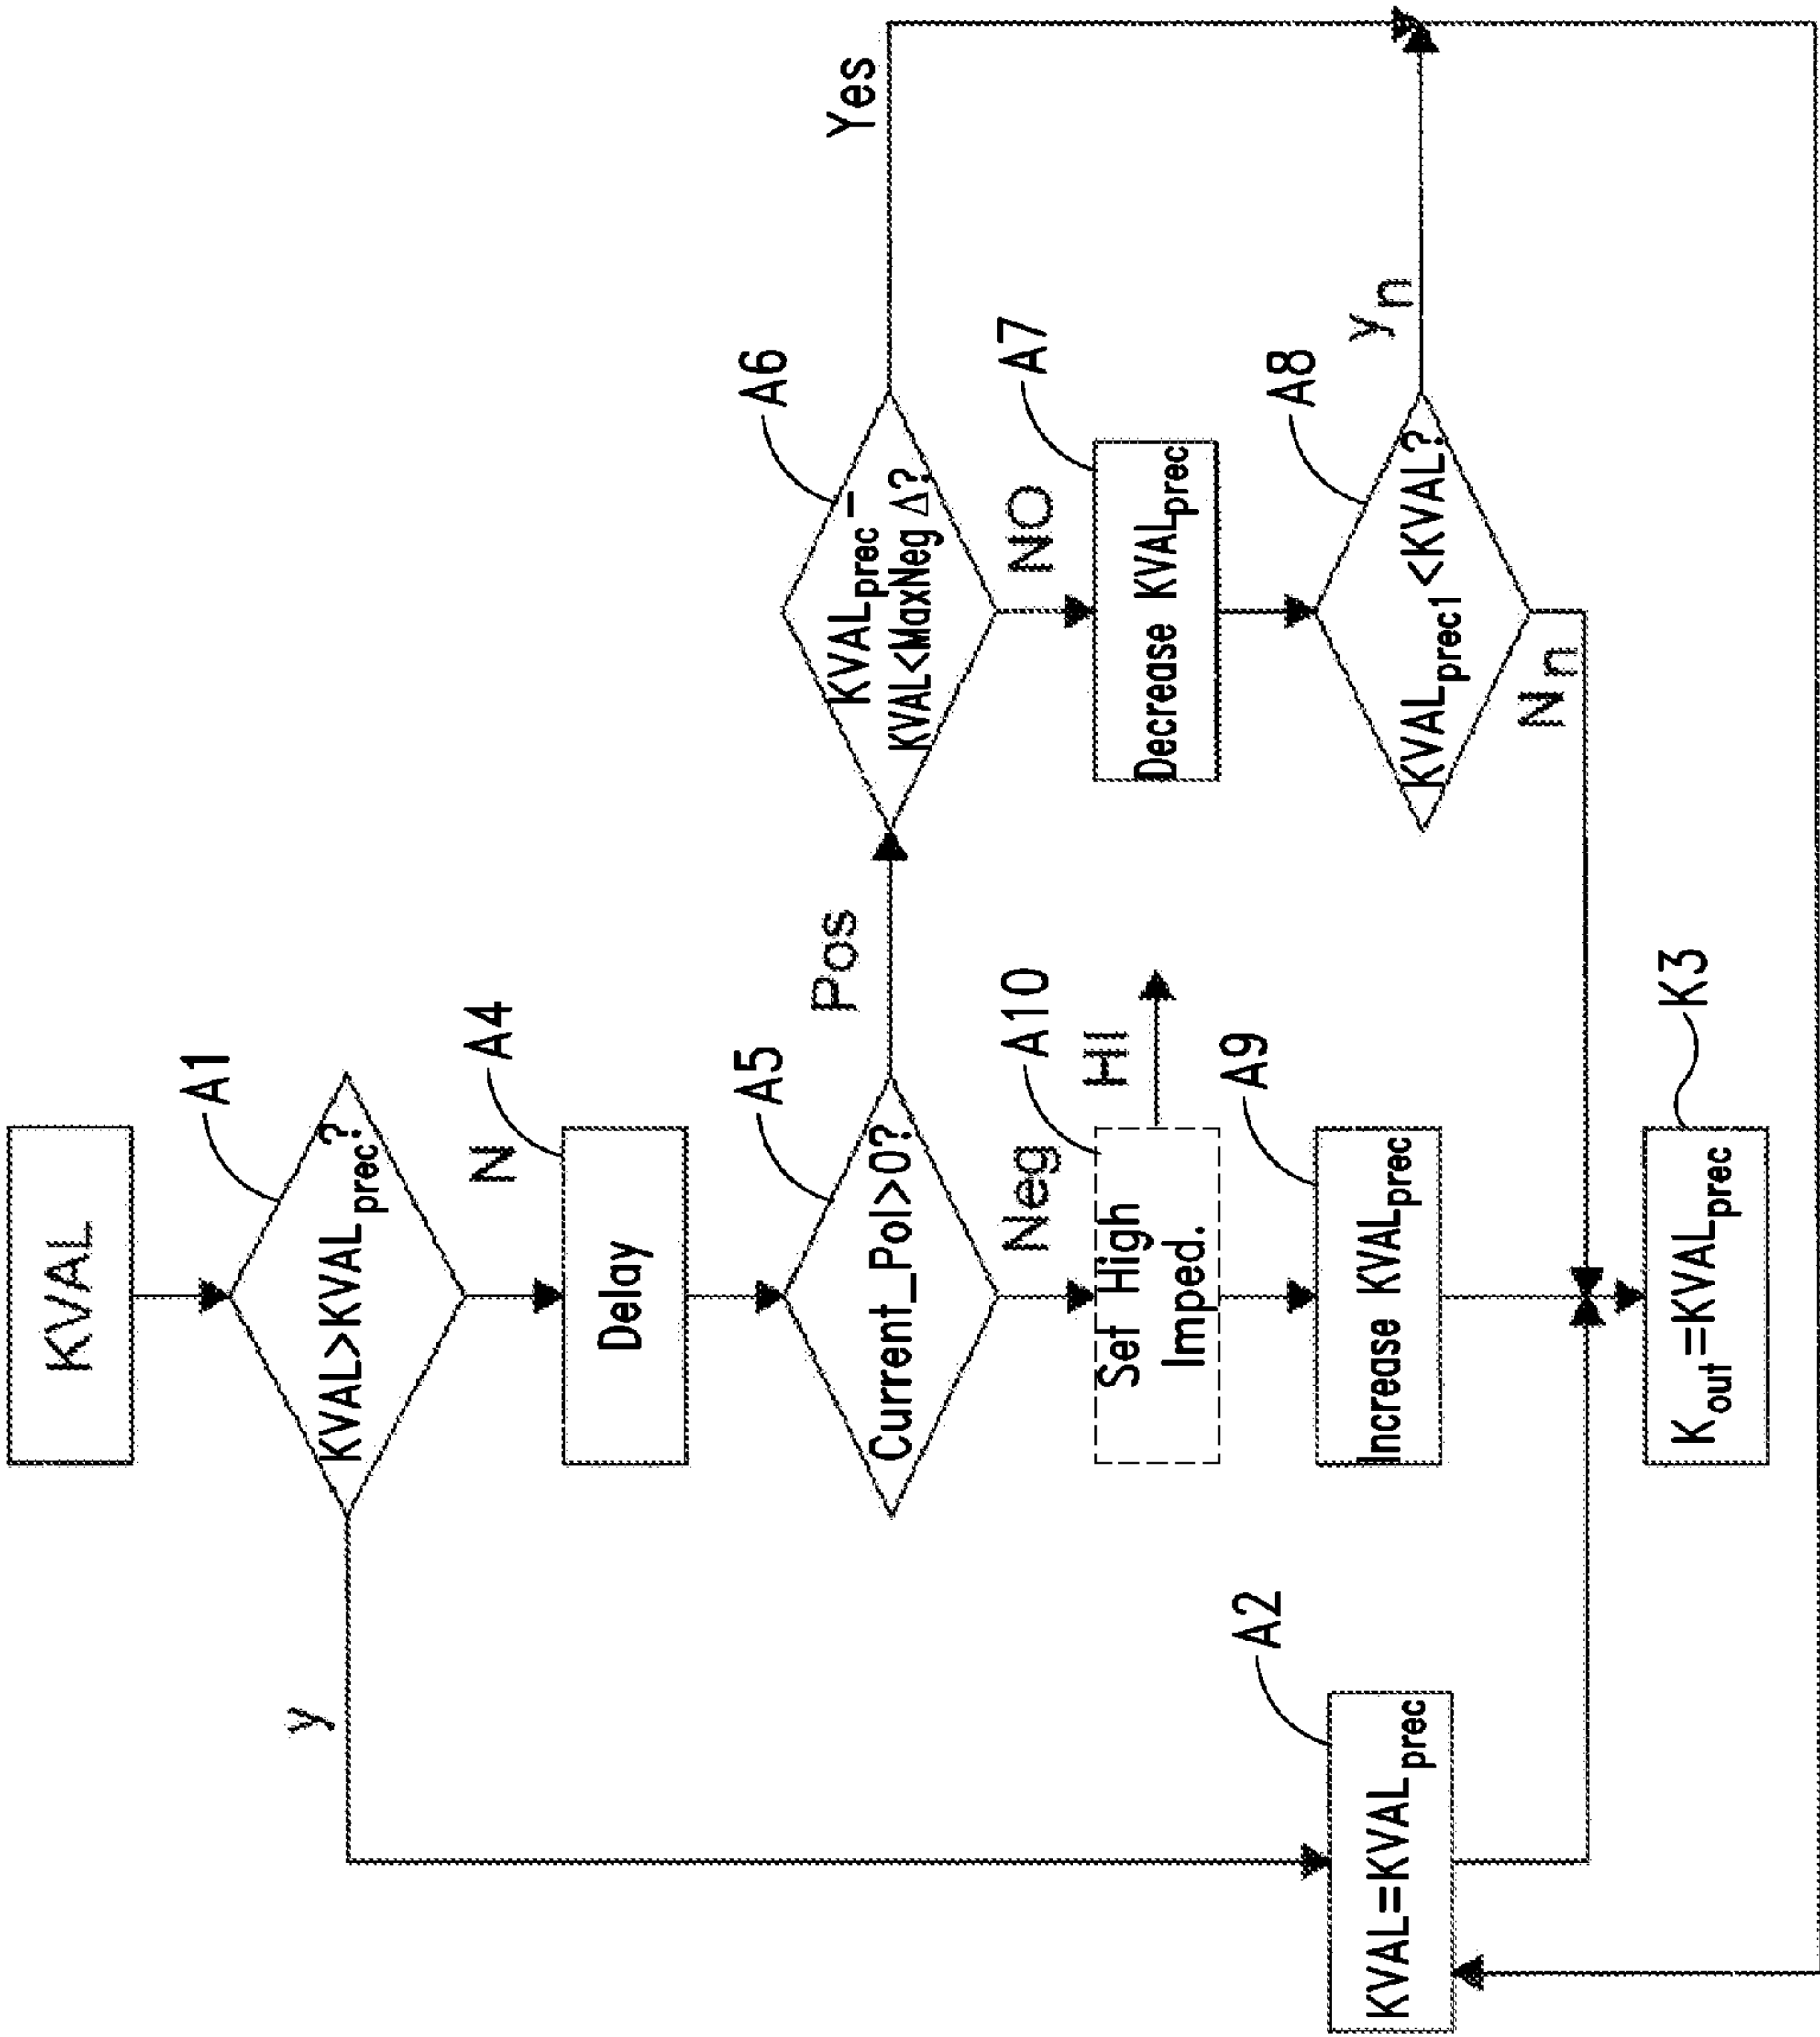 KVAL
A1
KVAL>KVALprec?
y
N
A4
Delay
A5
Current_Pol>0?
Pos
Neg
A6
KVALprec–
KVAL<MaxNeg Δ?
Yes
NO
A10
Set High
Imped.
HI
A7
Decrease KVALprec
A9
Increase KVALprec
A8
KVALprec1<KVAL?
yn
Nn
A2
KVAL=KVALprec
K3
Kout=KVALprec